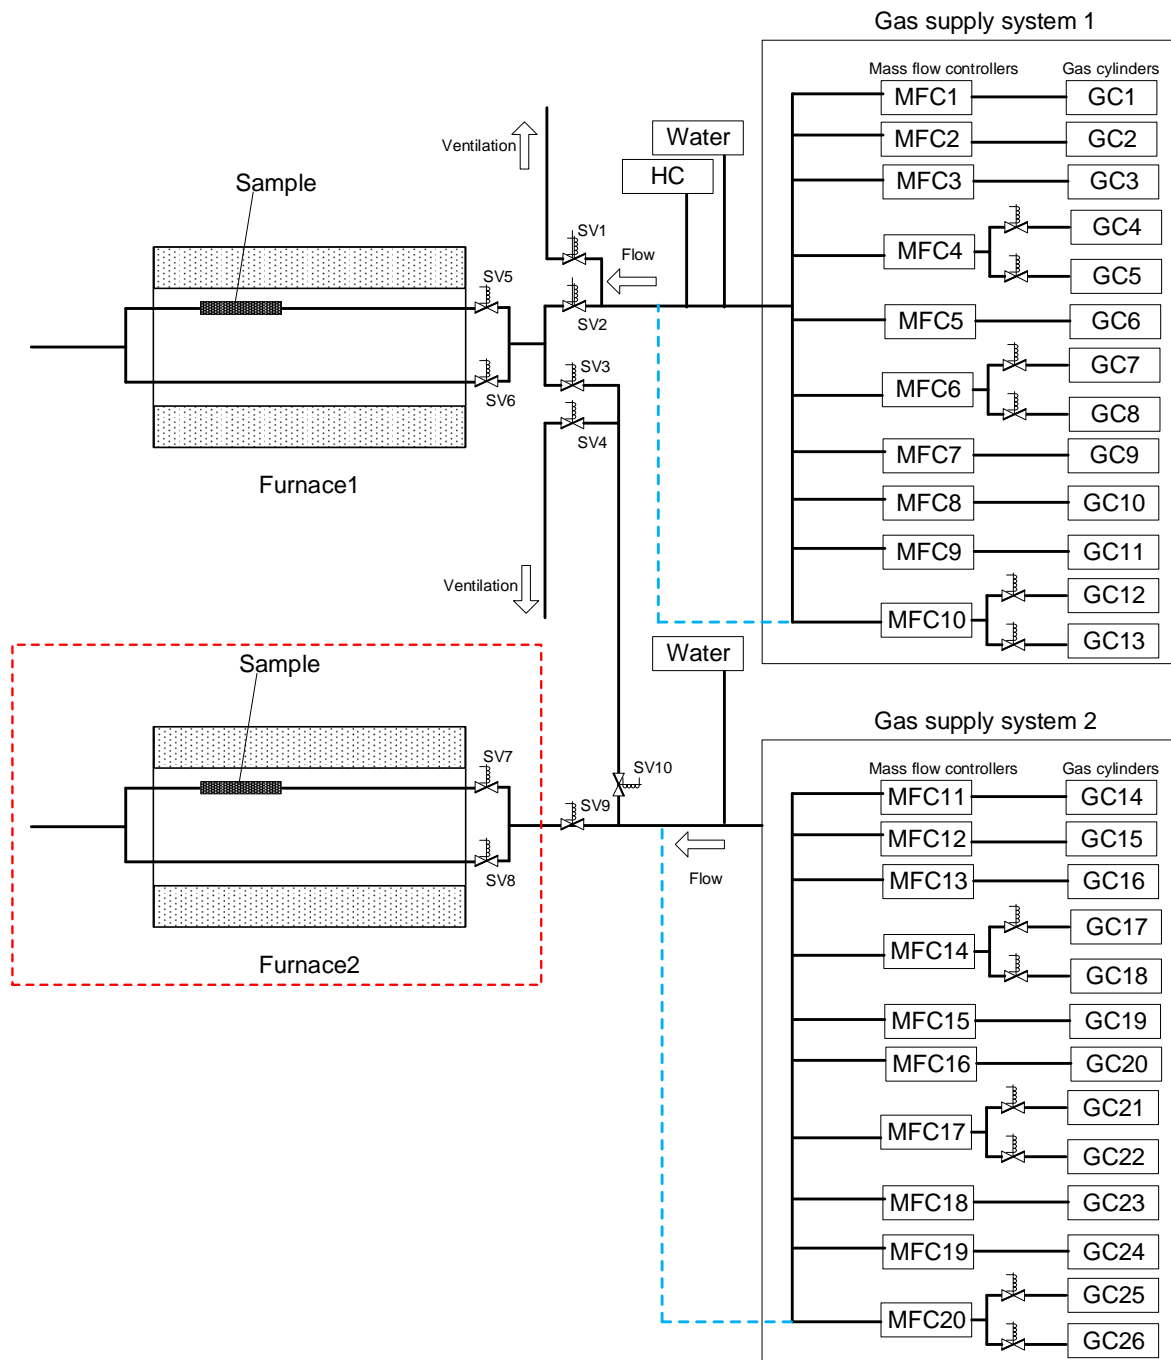 Gas supply system 1
Mass flow controllers Gas cylinders
MFC1 GC1
MFC2 GC2
MFC3 GC3
MFC4 GC4
GC5
MFC5 GC6
MFC6 GC7
GC8
MFC7 GC9
MFC8 GC10
MFC9 GC11
MFC10 GC12
GC13
Water
HC
Ventilation
Flow
Sample
SV1
SV5
SV2
SV3
SV6
SV4
Furnace1
Ventilation
Water
Sample
SV7
SV10
SV9
SV8
Flow
Furnace2
Gas supply system 2
Mass flow controllers Gas cylinders
MFC11 GC14
MFC12 GC15
MFC13 GC16
MFC14 GC17
GC18
MFC15 GC19
MFC16 GC20
MFC17 GC21
GC22
MFC18 GC23
MFC19 GC24
MFC20 GC25
GC26